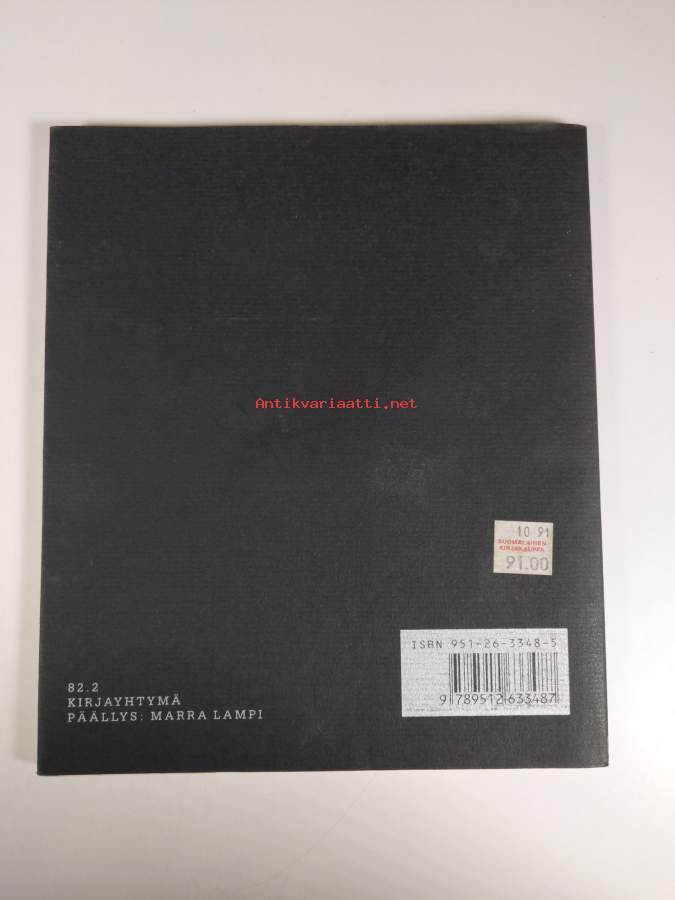 Antikvariaatti.net
10 91
SUOMALAINEN
KIRJAKAUPPA
91.00
ISBN 951-26-3348-5
9 789512 633487
82.2
KIRJAYHTYMÄ
PÄÄLLYS: MARRA LAMPI